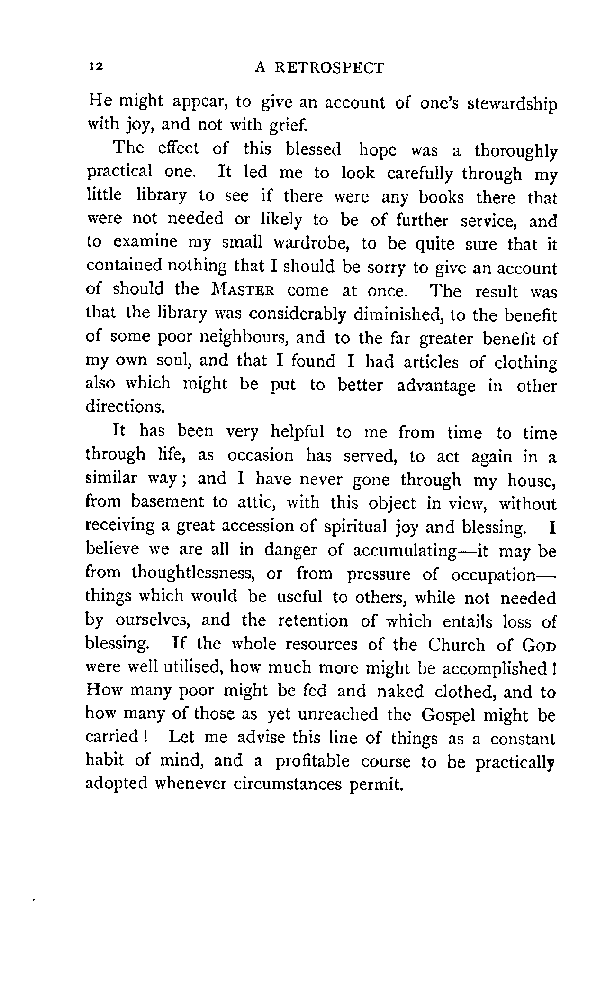 12 A RETROSPECT
He might appear, to give an account of one's stewardship
with joy, and not with grief.
The effect of this blessed hope was a thoroughly
practical one. It led me to look carefully through my
little library to see if there were any books there that
were not needed or likely to be of further service, and
to examine my small wardrobe, to be quite sure that it
contained nothing that I should be sorry to give an account
of should the MASTER come at once. The result was
that the library was considerably diminished, to the benefit
of some poor neighbours, and to the far greater benefit of
my own soul, and that I found I had articles of clothing
also which might be put to better advantage in other
directions.
It has been very helpful to me from time to time
through life, as occasion has served, to act again in a
similar way; and I have never gone through my house,
from basement to attic, with this object in view, without
receiving a great accession of spiritual joy and blessing. I
believe we are all in danger of accumulating—it may be
from thoughtlessness, or from pressure of occupation—
things which would be useful to others, while not needed
by ourselves, and the retention of which entails loss of
blessing. If the whole resources of the Church of GOD
were well utilised, how much more might be accomplished!
How many poor might be fed and naked clothed, and to
how many of those as yet unreached the Gospel might be
carried! Let me advise this line of things as a constant
habit of mind, and a profitable course to be practically
adopted whenever circumstances permit.